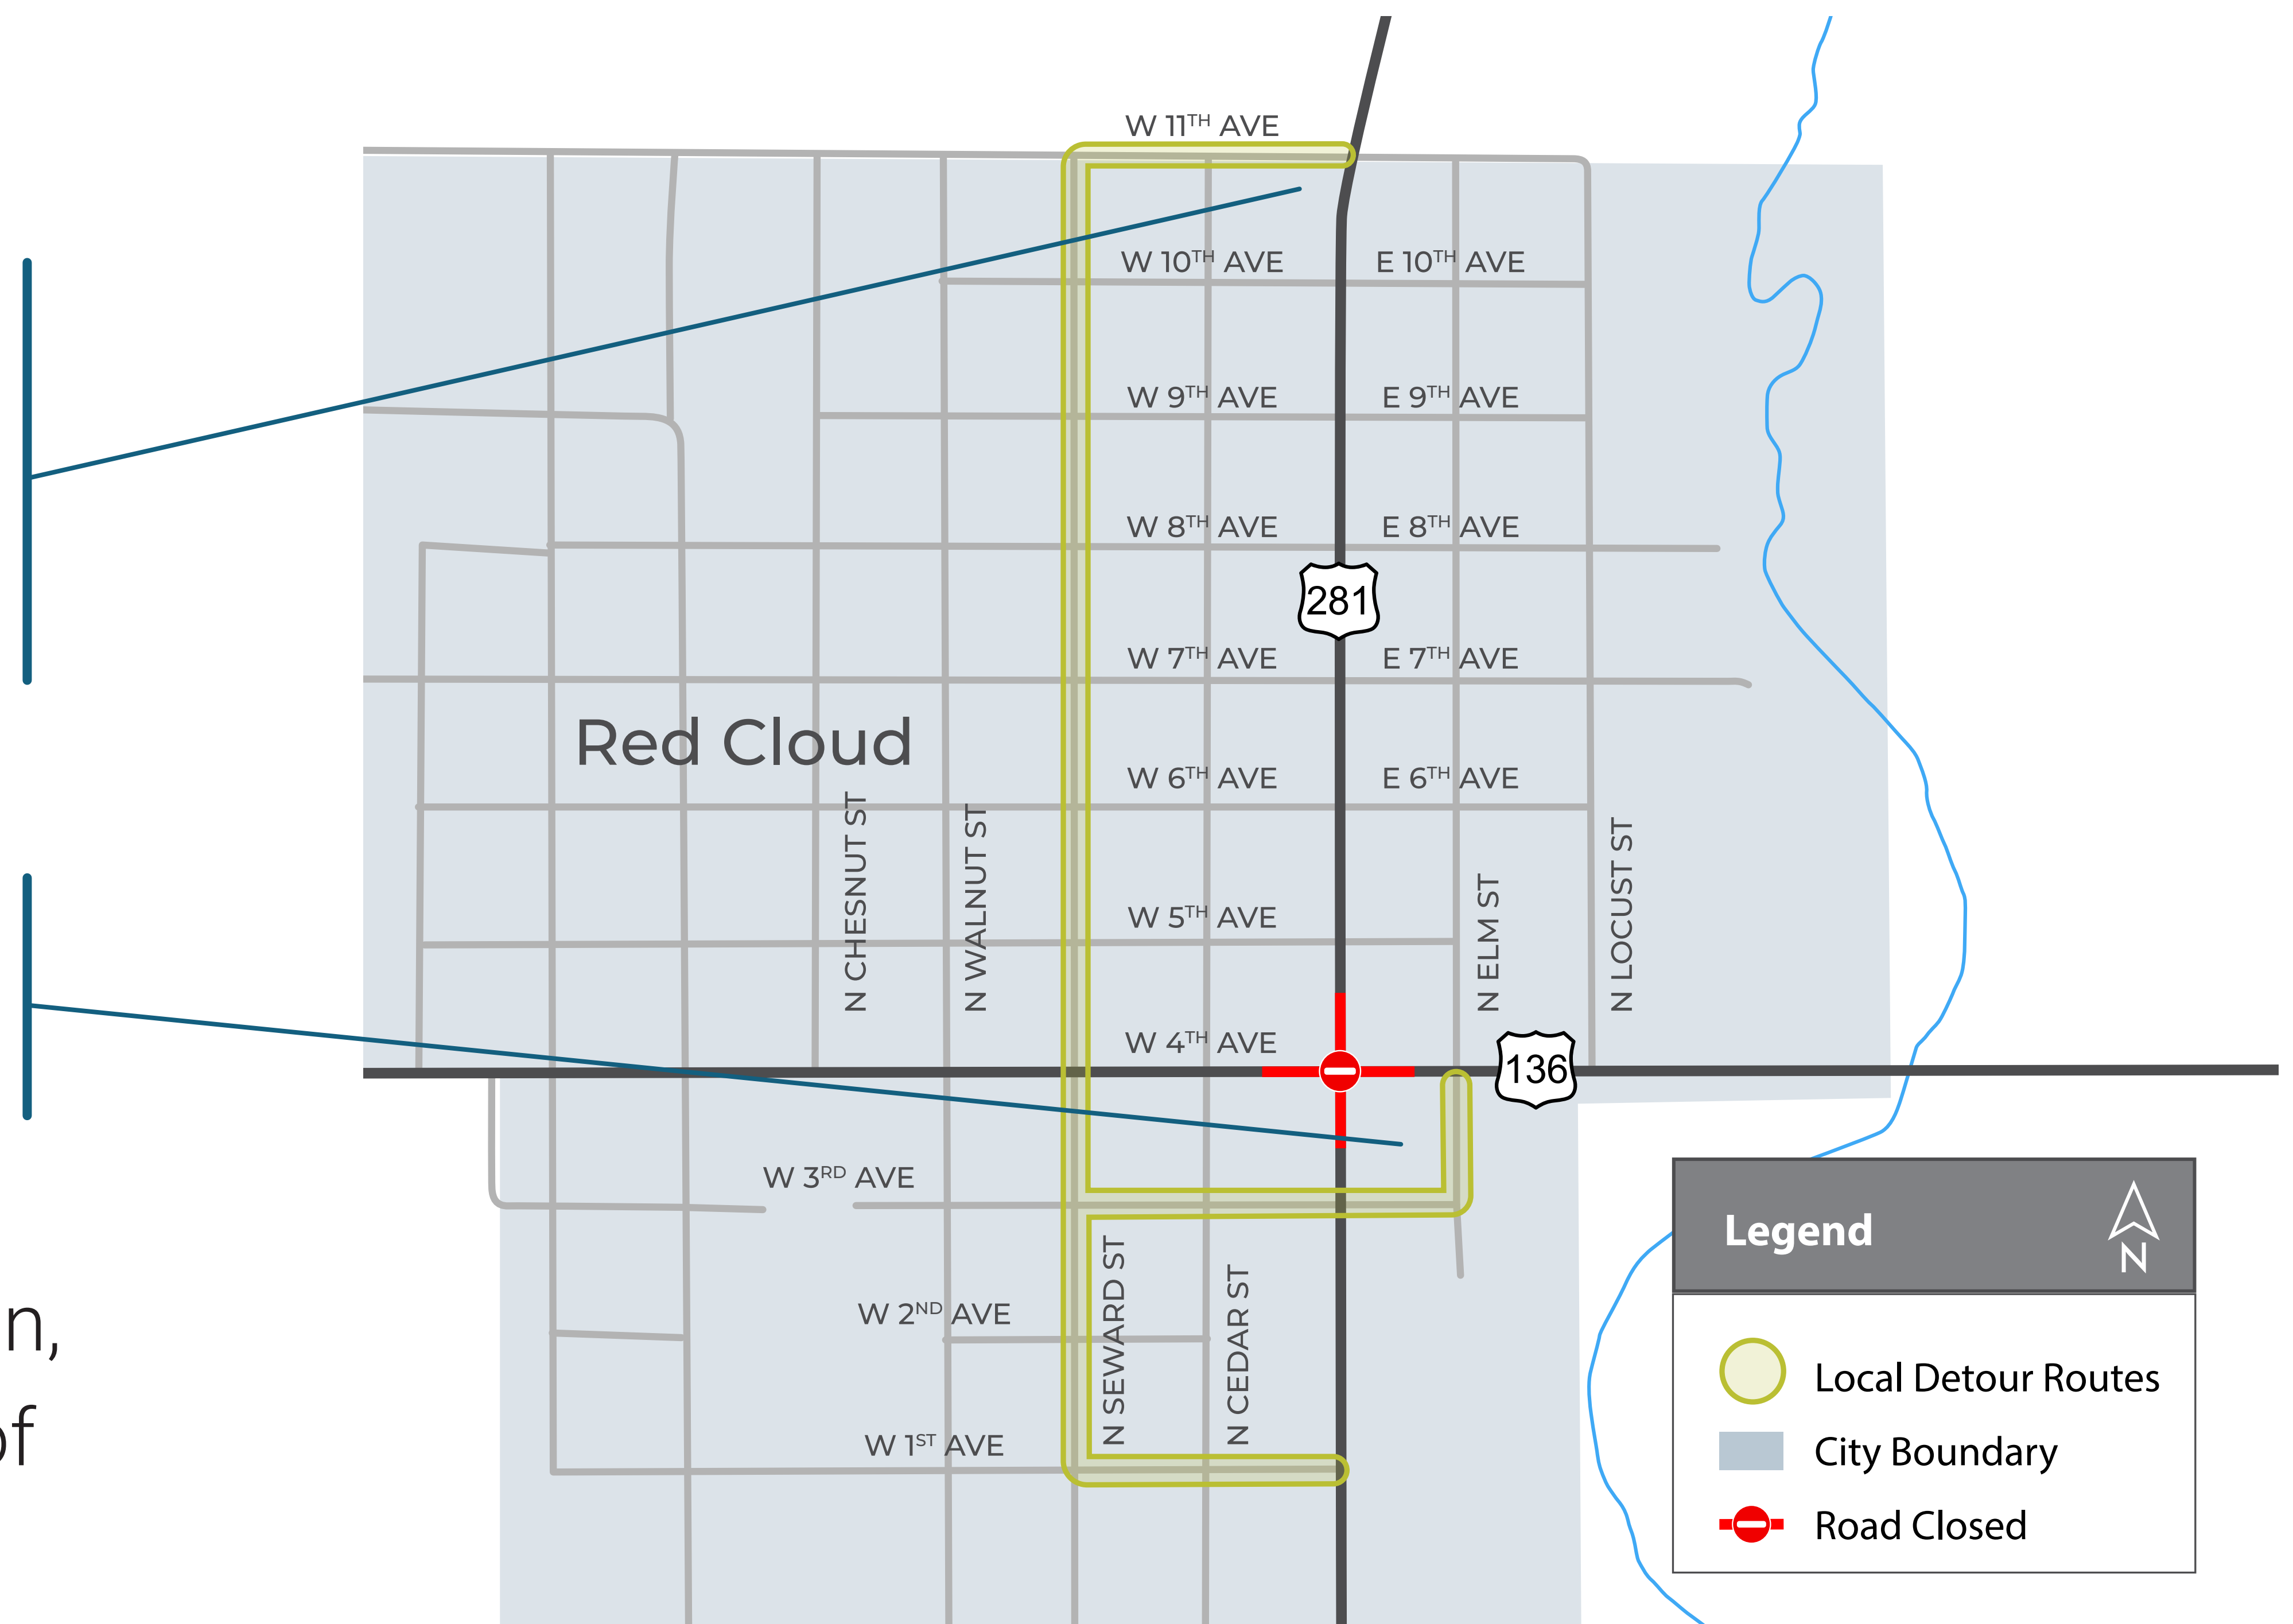 W 11TH AVE
W 10TH AVE
E 10TH AVE
W 9TH AVE
E 9TH AVE
W 8TH AVE
E 8TH AVE
281
W 7TH AVE
E 7TH AVE
Red Cloud
W 6TH AVE
E 6TH AVE
N CHESNUT ST
N WALNUT ST
N ELM ST
N LOCUST ST
W 5TH AVE
W 4TH AVE
136
W 3RD AVE
N SEWARD ST
N CEDAR ST
W 2ND AVE
W 1ST AVE
n,
of
Legend
N
Local Detour Routes
City Boundary
Road Closed